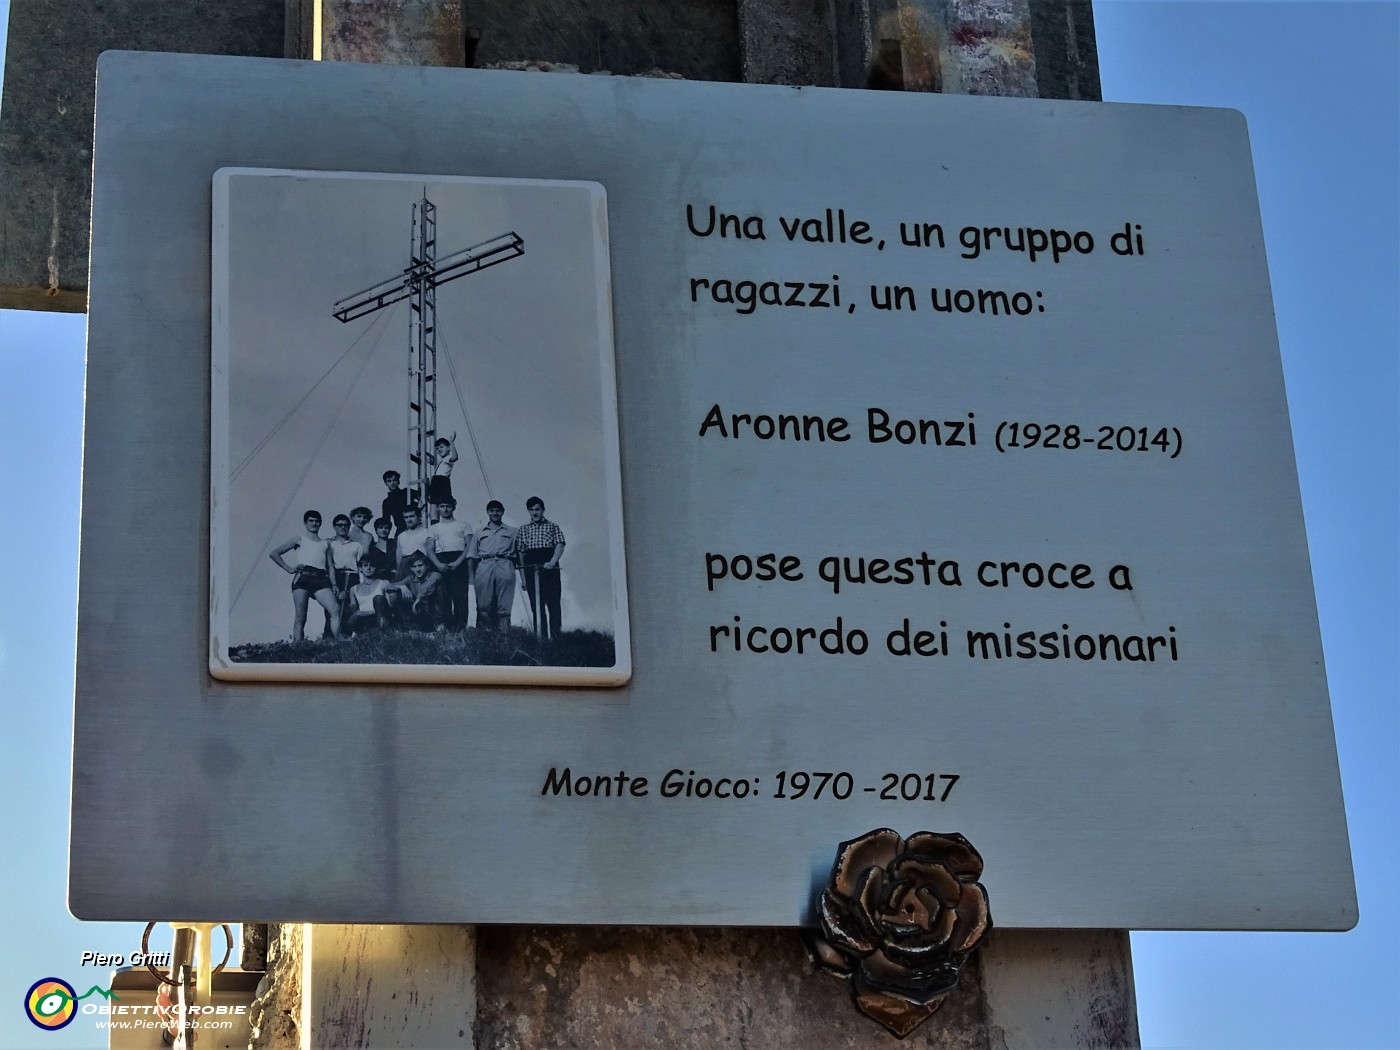 Una valle, un gruppo di
ragazzi, un uomo:
Aronne Bonzi (1928-2014)
pose questa croce a
ricordo dei missionari
Monte Gioco: 1970 -2017
Piero Gritti
OBIETTIVOROBIE
www.PieroWeb.com